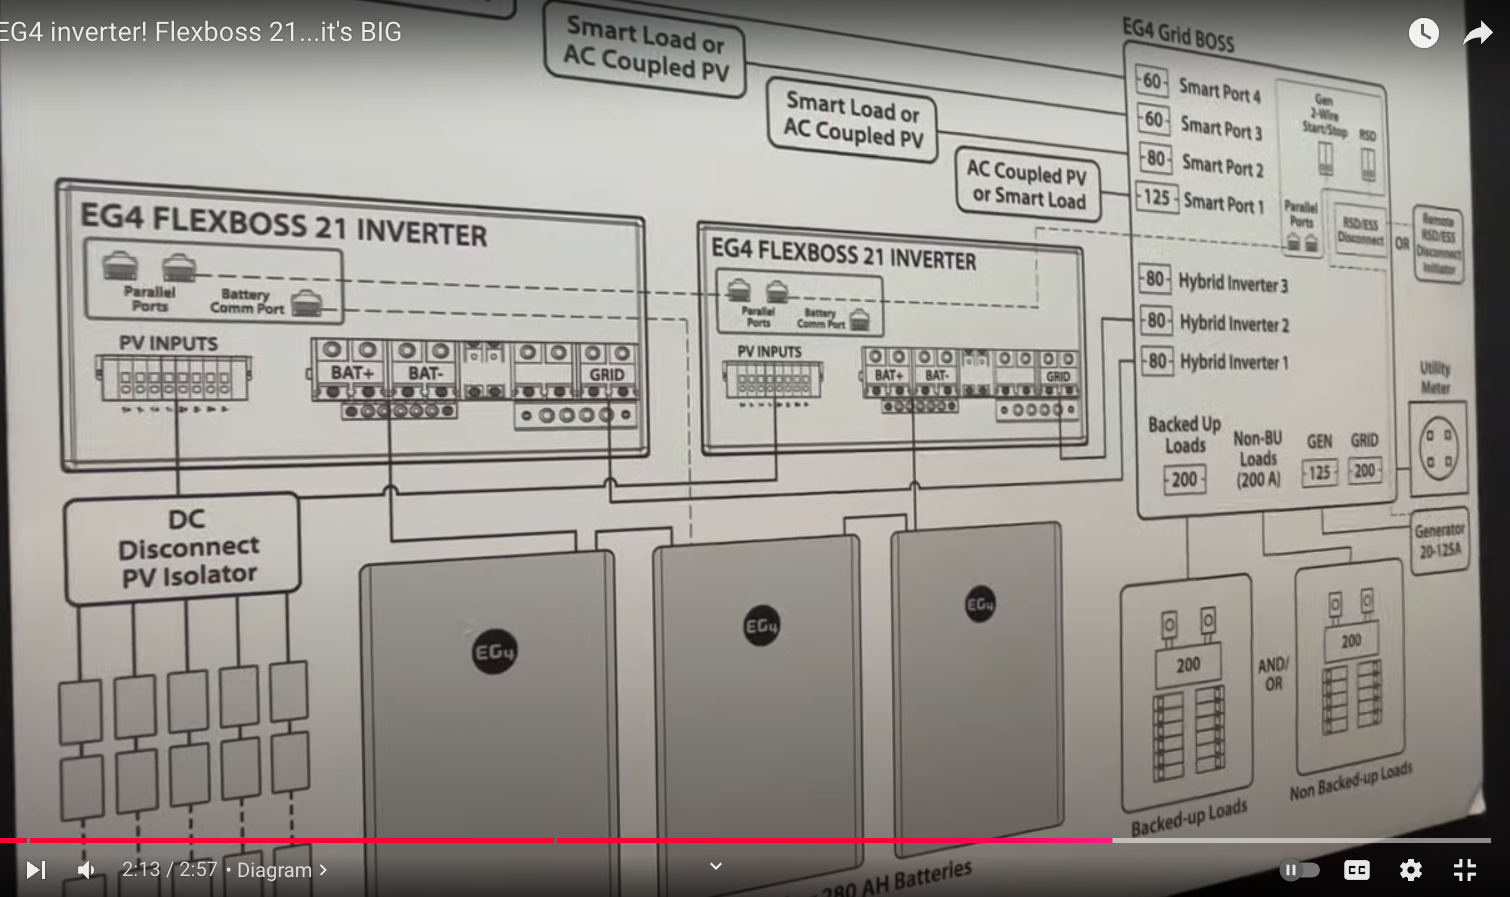 EG4 inverter! Flexboss 21...it's BIG
Smart Load or
AC Coupled PV
Smart Load or
AC Coupled PV
AC Coupled PV
or Smart Load
EG4 Grid BOSS
60 Smart Port 4
60 Smart Port 3
80 Smart Port 2
125 Smart Port 1
Gen
2-Wire
Start/Stop
RSD
Parallel
Ports
RSD/ESS
Disconnect
OR
Remote
RSD/ESS
Disconnect
Initiator
80 Hybrid Inverter 3
80 Hybrid Inverter 2
80 Hybrid Inverter 1
Backed Up
Loads
200
Non-BU
Loads
(200 A)
GEN
125
GRID
200
Utility
Meter
Generator
20-125A
EG4 FLEXBOSS 21 INVERTER
Parallel
Ports
Battery
Comm Port
PV INPUTS
BAT+
BAT-
GRID
EG4 FLEXBOSS 21 INVERTER
Parallel
Ports
Battery
Comm Port
PV INPUTS
BAT+
BAT-
GRID
DC
Disconnect
PV Isolator
EG4
EG4
EG4
200
AND/
OR
200
Backed-up Loads
Non Backed-up Loads
280 AH Batteries
2:13 / 2:57 • Diagram
CC